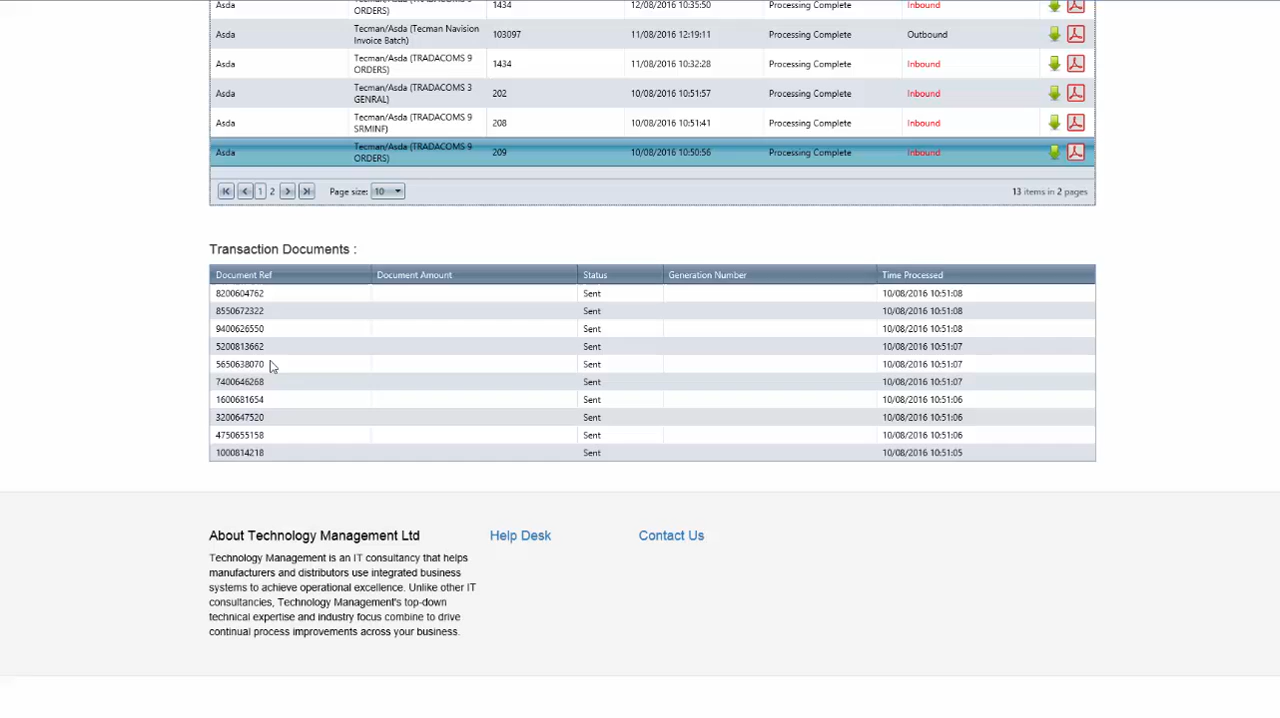 Asda Tecman/Asda (TRADACOMS 9 ORDERS) 1434 12/08/2016 10:35:50 Processing Complete Inbound
Asda Tecman/Asda (Tecman Navision Invoice Batch) 103097 11/08/2016 12:19:11 Processing Complete Outbound
Asda Tecman/Asda (TRADACOMS 9 ORDERS) 1434 11/08/2016 10:32:28 Processing Complete Inbound
Asda Tecman/Asda (TRADACOMS 3 GENRAL) 202 10/08/2016 10:51:57 Processing Complete Inbound
Asda Tecman/Asda (TRADACOMS 9 SRMINF) 208 10/08/2016 10:51:41 Processing Complete Inbound
Asda Tecman/Asda (TRADACOMS 9 ORDERS) 209 10/08/2016 10:50:56 Processing Complete Inbound
1 2 Page size: 10 13 items in 2 pages
Transaction Documents :
Document Ref Document Amount Status Generation Number Time Processed
8200604762 Sent 10/08/2016 10:51:08
8550672322 Sent 10/08/2016 10:51:08
9400626550 Sent 10/08/2016 10:51:08
5200813662 Sent 10/08/2016 10:51:07
5650638070 Sent 10/08/2016 10:51:07
7400646268 Sent 10/08/2016 10:51:07
1600681654 Sent 10/08/2016 10:51:06
3200647520 Sent 10/08/2016 10:51:06
4750655158 Sent 10/08/2016 10:51:06
1000814218 Sent 10/08/2016 10:51:05
About Technology Management Ltd Help Desk Contact Us
Technology Management is an IT consultancy that helps
manufacturers and distributors use integrated business
systems to achieve operational excellence. Unlike other IT
consultancies, Technology Management's top-down
technical expertise and industry focus combine to drive
continual process improvements across your business.